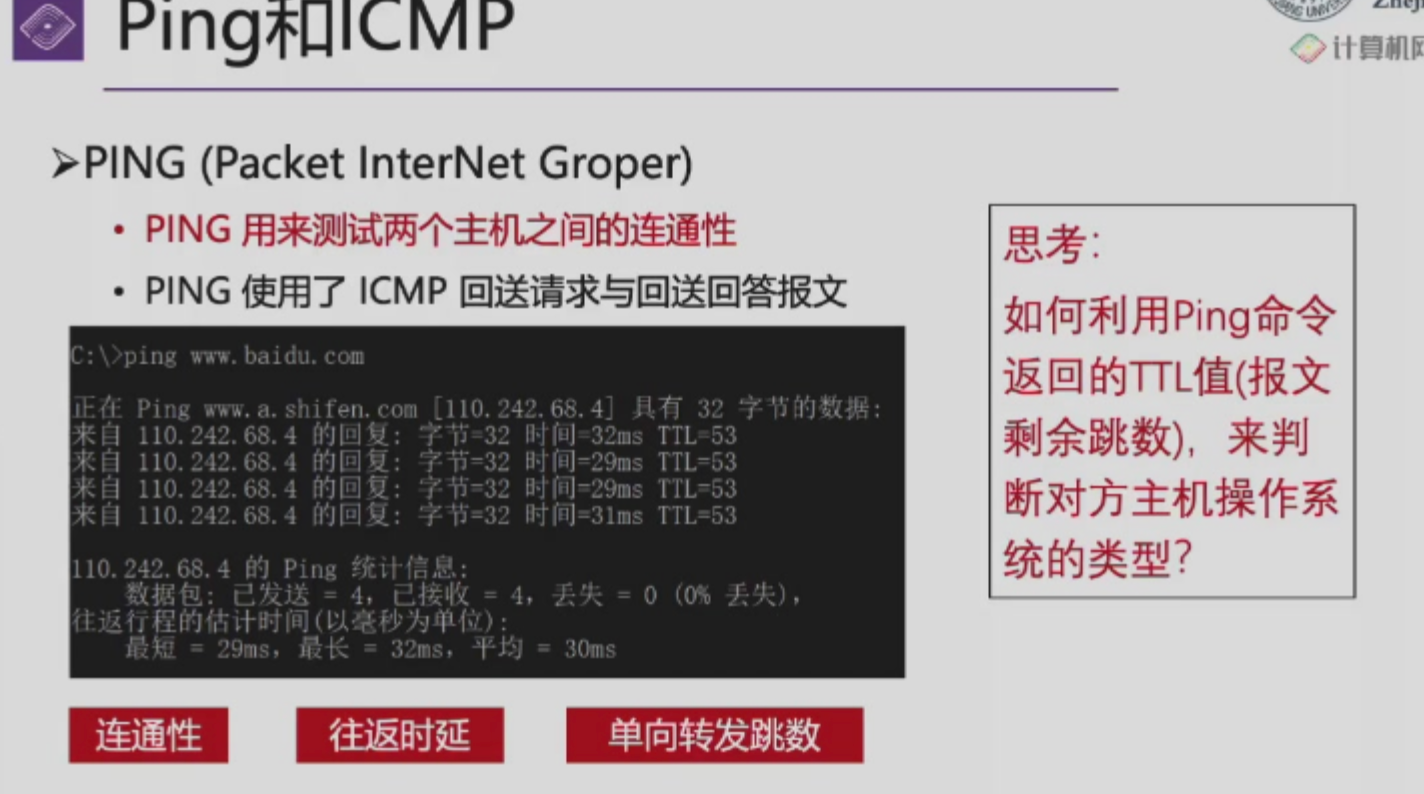 Ping和ICMP
计算机网
➢PING (Packet InterNet Groper)
• PING 用来测试两个主机之间的连通性
• PING 使用了 ICMP 回送请求与回送回答报文
C:\>ping www.baidu.com
正在 Ping www.a.shifen.com [110.242.68.4] 具有 32 字节的数据:
来自 110.242.68.4 的回复: 字节=32 时间=32ms TTL=53
来自 110.242.68.4 的回复: 字节=32 时间=29ms TTL=53
来自 110.242.68.4 的回复: 字节=32 时间=29ms TTL=53
来自 110.242.68.4 的回复: 字节=32 时间=31ms TTL=53
110.242.68.4 的 Ping 统计信息:
数据包: 已发送 = 4, 已接收 = 4, 丢失 = 0 (0% 丢失),
往返行程的估计时间(以毫秒为单位):
最短 = 29ms, 最长 = 32ms, 平均 = 30ms
连通性
往返时延
单向转发跳数
思考:
如何利用Ping命令
返回的TTL值(报文
剩余跳数), 来判
断对方主机操作系
统的类型?